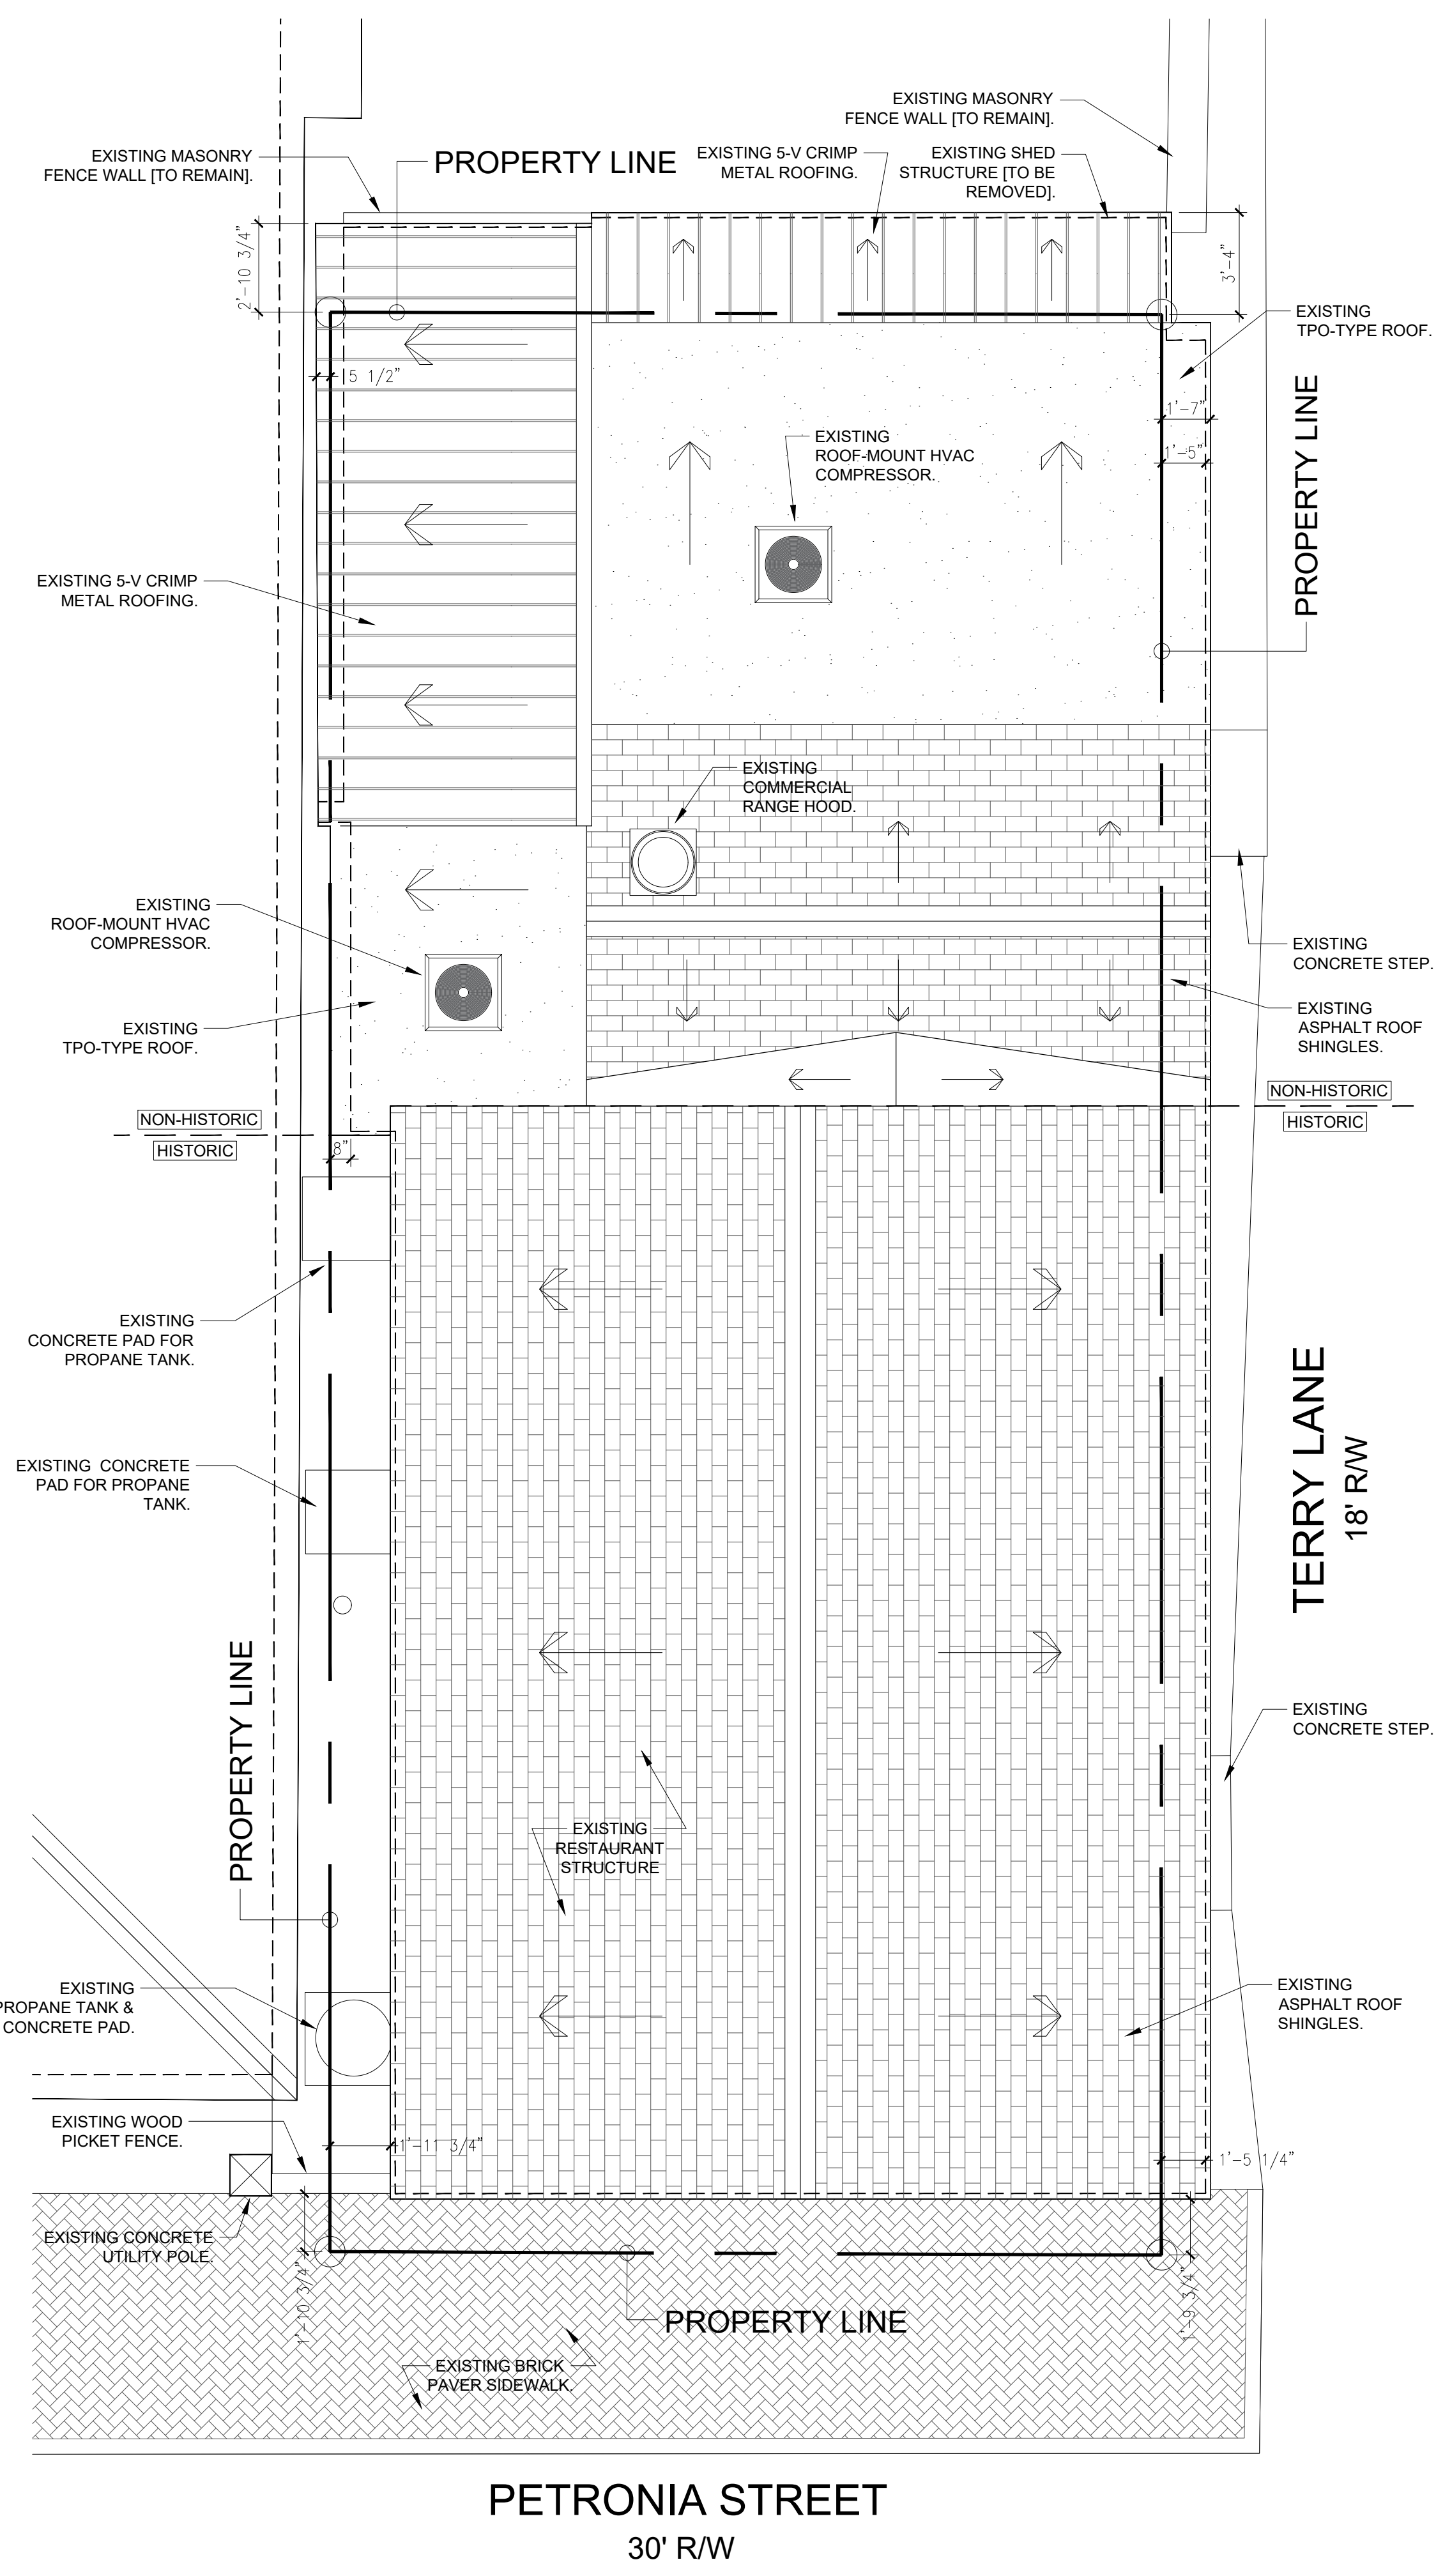 EXISTING MASONRY
FENCE WALL [TO REMAIN].
EXISTING MASONRY
FENCE WALL [TO REMAIN].
PROPERTY LINE
EXISTING 5-V CRIMP
METAL ROOFING.
EXISTING SHED
STRUCTURE [TO BE
REMOVED].
2'-10 3/4"
3'-4"
EXISTING
TPO-TYPE ROOF.
5 1/2"
1'-7"
1'-5"
PROPERTY LINE
EXISTING
ROOF-MOUNT HVAC
COMPRESSOR.
EXISTING 5-V CRIMP
METAL ROOFING.
EXISTING
COMMERCIAL
RANGE HOOD.
EXISTING
ROOF-MOUNT HVAC
COMPRESSOR.
EXISTING
CONCRETE STEP.
EXISTING
TPO-TYPE ROOF.
EXISTING
ASPHALT ROOF
SHINGLES.
NON-HISTORIC
HISTORIC
NON-HISTORIC
HISTORIC
8"
EXISTING
CONCRETE PAD FOR
PROPANE TANK.
EXISTING CONCRETE
PAD FOR PROPANE
TANK.
TERRY LANE
18' R/W
PROPERTY LINE
EXISTING
CONCRETE STEP.
EXISTING
RESTAURANT
STRUCTURE
EXISTING
PROPANE TANK &
CONCRETE PAD.
EXISTING
ASPHALT ROOF
SHINGLES.
EXISTING WOOD
PICKET FENCE.
1'-11 3/4"
1'-5 1/4"
EXISTING CONCRETE
UTILITY POLE.
1'-10 3/4"
1'-9 3/4"
PROPERTY LINE
EXISTING BRICK
PAVER SIDEWALK.
PETRONIA STREET
30' R/W